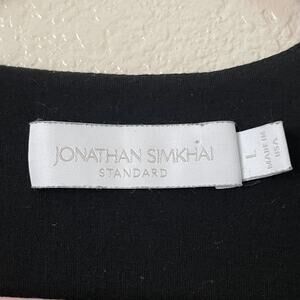 JONATHAN SIMKHAI
STANDARD
L
MADE IN
USA